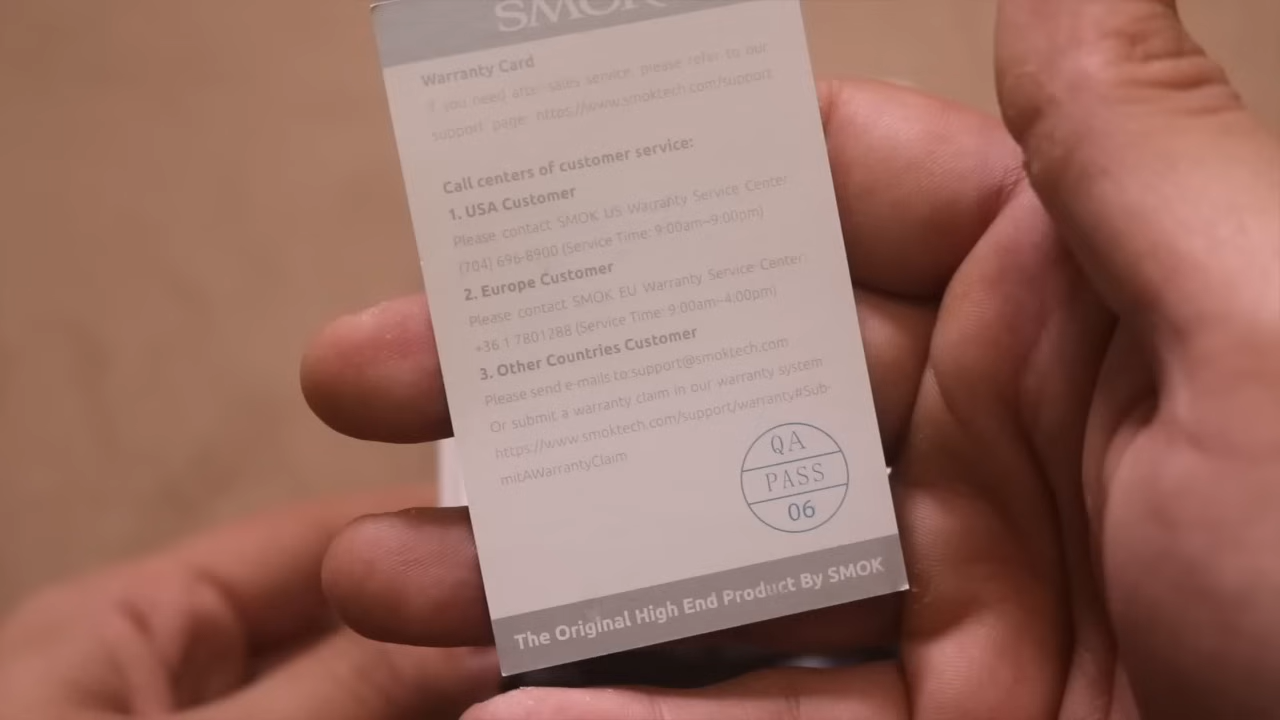 SMOK
Warranty Card
If you need after sales service, please refer to our
support page: https://www.smoktech.com/support
Call centers of customer service:
1. USA Customer
Please contact SMOK US Warranty Service Center:
(704) 696-8900 (Service Time: 9:00am~9:00pm)
2. Europe Customer
Please contact SMOK EU Warranty Service Center:
+36 1 7801288 (Service Time: 9:00am~4:00pm)
3. Other Countries Customer
Please send e-mails to:support@smoktech.com
Or submit a warranty claim in our warranty system
https://www.smoktech.com/support/warranty#Sub-
mitAWarrantyClaim
QA
PASS
06
The Original High End Product By SMOK